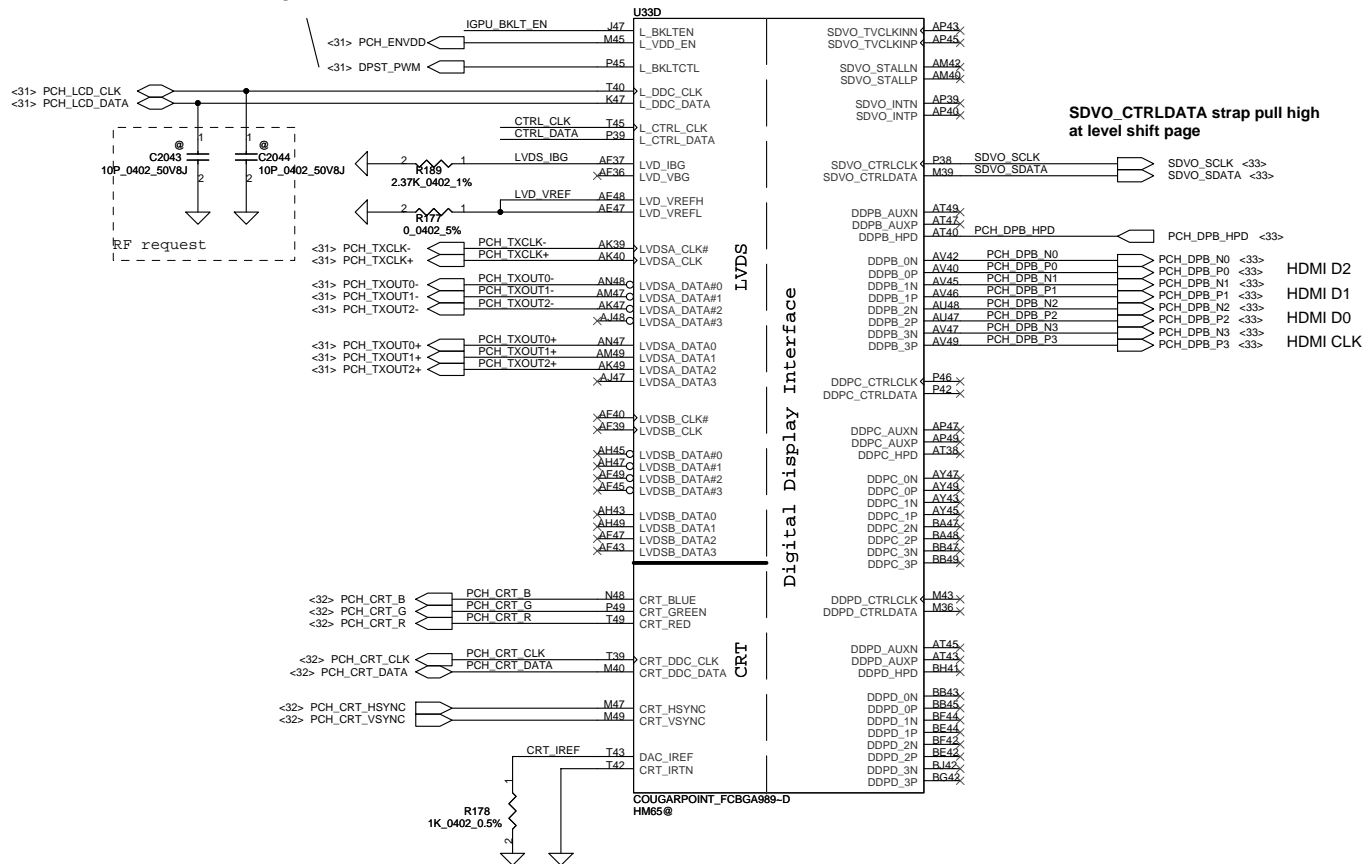 U33D
IGPU_BKLT_EN J47 L_BKLTEN
<31> PCH_ENVDD M45 L_VDD_EN
<31> DPST_PWM P45 L_BKLTCTL
<31> PCH_LCD_CLK T40 L_DDC_CLK
<31> PCH_LCD_DATA K47 L_DDC_DATA
CTRL_CLK T45 L_CTRL_CLK
CTRL_DATA P39 L_CTRL_DATA
1 @ 1 @
C2043 C2044
10P_0402_50V8J 10P_0402_50V8J
2 2
RF request
2 1 LVDS_IBG AF37 LVD_IBG
R189
2.37K_0402_1%
AF36 LVD_VBG
LVD_VREF AE48 LVD_VREFH
2 1 AE47 LVD_VREFL
R177
0_0402_5%
<31> PCH_TXCLK- PCH_TXCLK- AK39 LVDSA_CLK#
<31> PCH_TXCLK+ PCH_TXCLK+ AK40 LVDSA_CLK
<31> PCH_TXOUT0- PCH_TXOUT0- AN48 LVDSA_DATA#0
<31> PCH_TXOUT1- PCH_TXOUT1- AM47 LVDSA_DATA#1
<31> PCH_TXOUT2- PCH_TXOUT2- AK47 LVDSA_DATA#2
AJ48 LVDSA_DATA#3
<31> PCH_TXOUT0+ PCH_TXOUT0+ AN47 LVDSA_DATA0
<31> PCH_TXOUT1+ PCH_TXOUT1+ AM49 LVDSA_DATA1
<31> PCH_TXOUT2+ PCH_TXOUT2+ AK49 LVDSA_DATA2
AJ47 LVDSA_DATA3
AF40 LVDSB_CLK#
AF39 LVDSB_CLK
AH45 LVDSB_DATA#0
AH47 LVDSB_DATA#1
AF49 LVDSB_DATA#2
AF45 LVDSB_DATA#3
AH43 LVDSB_DATA0
AH49 LVDSB_DATA1
AF47 LVDSB_DATA2
AF43 LVDSB_DATA3
<32> PCH_CRT_B PCH_CRT_B N48 CRT_BLUE
<32> PCH_CRT_G PCH_CRT_G P49 CRT_GREEN
<32> PCH_CRT_R PCH_CRT_R T49 CRT_RED
<32> PCH_CRT_CLK PCH_CRT_CLK T39 CRT_DDC_CLK
<32> PCH_CRT_DATA PCH_CRT_DATA M40 CRT_DDC_DATA
<32> PCH_CRT_HSYNC M47 CRT_HSYNC
<32> PCH_CRT_VSYNC M49 CRT_VSYNC
CRT_IREF T43 DAC_IREF
T42 CRT_IRTN
1
R178
1K_0402_0.5%
2
LVDS
CRT
Digital Display Interface
SDVO_TVCLKINN AP43
SDVO_TVCLKINP AP45
SDVO_STALLN AM42
SDVO_STALLP AM40
SDVO_INTN AP39
SDVO_INTP AP40
SDVO_CTRLDATA strap pull high
at level shift page
SDVO_CTRLCLK P38 SDVO_SCLK SDVO_SCLK <33>
SDVO_CTRLDATA M39 SDVO_SDATA SDVO_SDATA <33>
DDPB_AUXN AT49
DDPB_AUXP AT47
DDPB_HPD AT40 PCH_DPB_HPD PCH_DPB_HPD <33>
DDPB_0N AV42 PCH_DPB_N0 PCH_DPB_N0 <33>
DDPB_0P AV40 PCH_DPB_P0 PCH_DPB_P0 <33> HDMI D2
DDPB_1N AV45 PCH_DPB_N1 PCH_DPB_N1 <33>
DDPB_1P AV46 PCH_DPB_P1 PCH_DPB_P1 <33> HDMI D1
DDPB_2N AU48 PCH_DPB_N2 PCH_DPB_N2 <33>
DDPB_2P AU47 PCH_DPB_P2 PCH_DPB_P2 <33> HDMI D0
DDPB_3N AV47 PCH_DPB_N3 PCH_DPB_N3 <33>
DDPB_3P AV49 PCH_DPB_P3 PCH_DPB_P3 <33> HDMI CLK
DDPC_CTRLCLK P46
DDPC_CTRLDATA P42
DDPC_AUXN AP47
DDPC_AUXP AP49
DDPC_HPD AT38
DDPC_0N AY47
DDPC_0P AY49
DDPC_1N AY43
DDPC_1P AY45
DDPC_2N BA47
DDPC_2P BA48
DDPC_3N BB47
DDPC_3P BB49
DDPD_CTRLCLK M43
DDPD_CTRLDATA M36
DDPD_AUXN AT45
DDPD_AUXP AT43
DDPD_HPD BH41
DDPD_0N BB43
DDPD_0P BB45
DDPD_1N BF44
DDPD_1P BE44
DDPD_2N BF42
DDPD_2P BE42
DDPD_3N BJ42
DDPD_3P BG42
COUGARPOINT_FCBGA989~D
HM65@